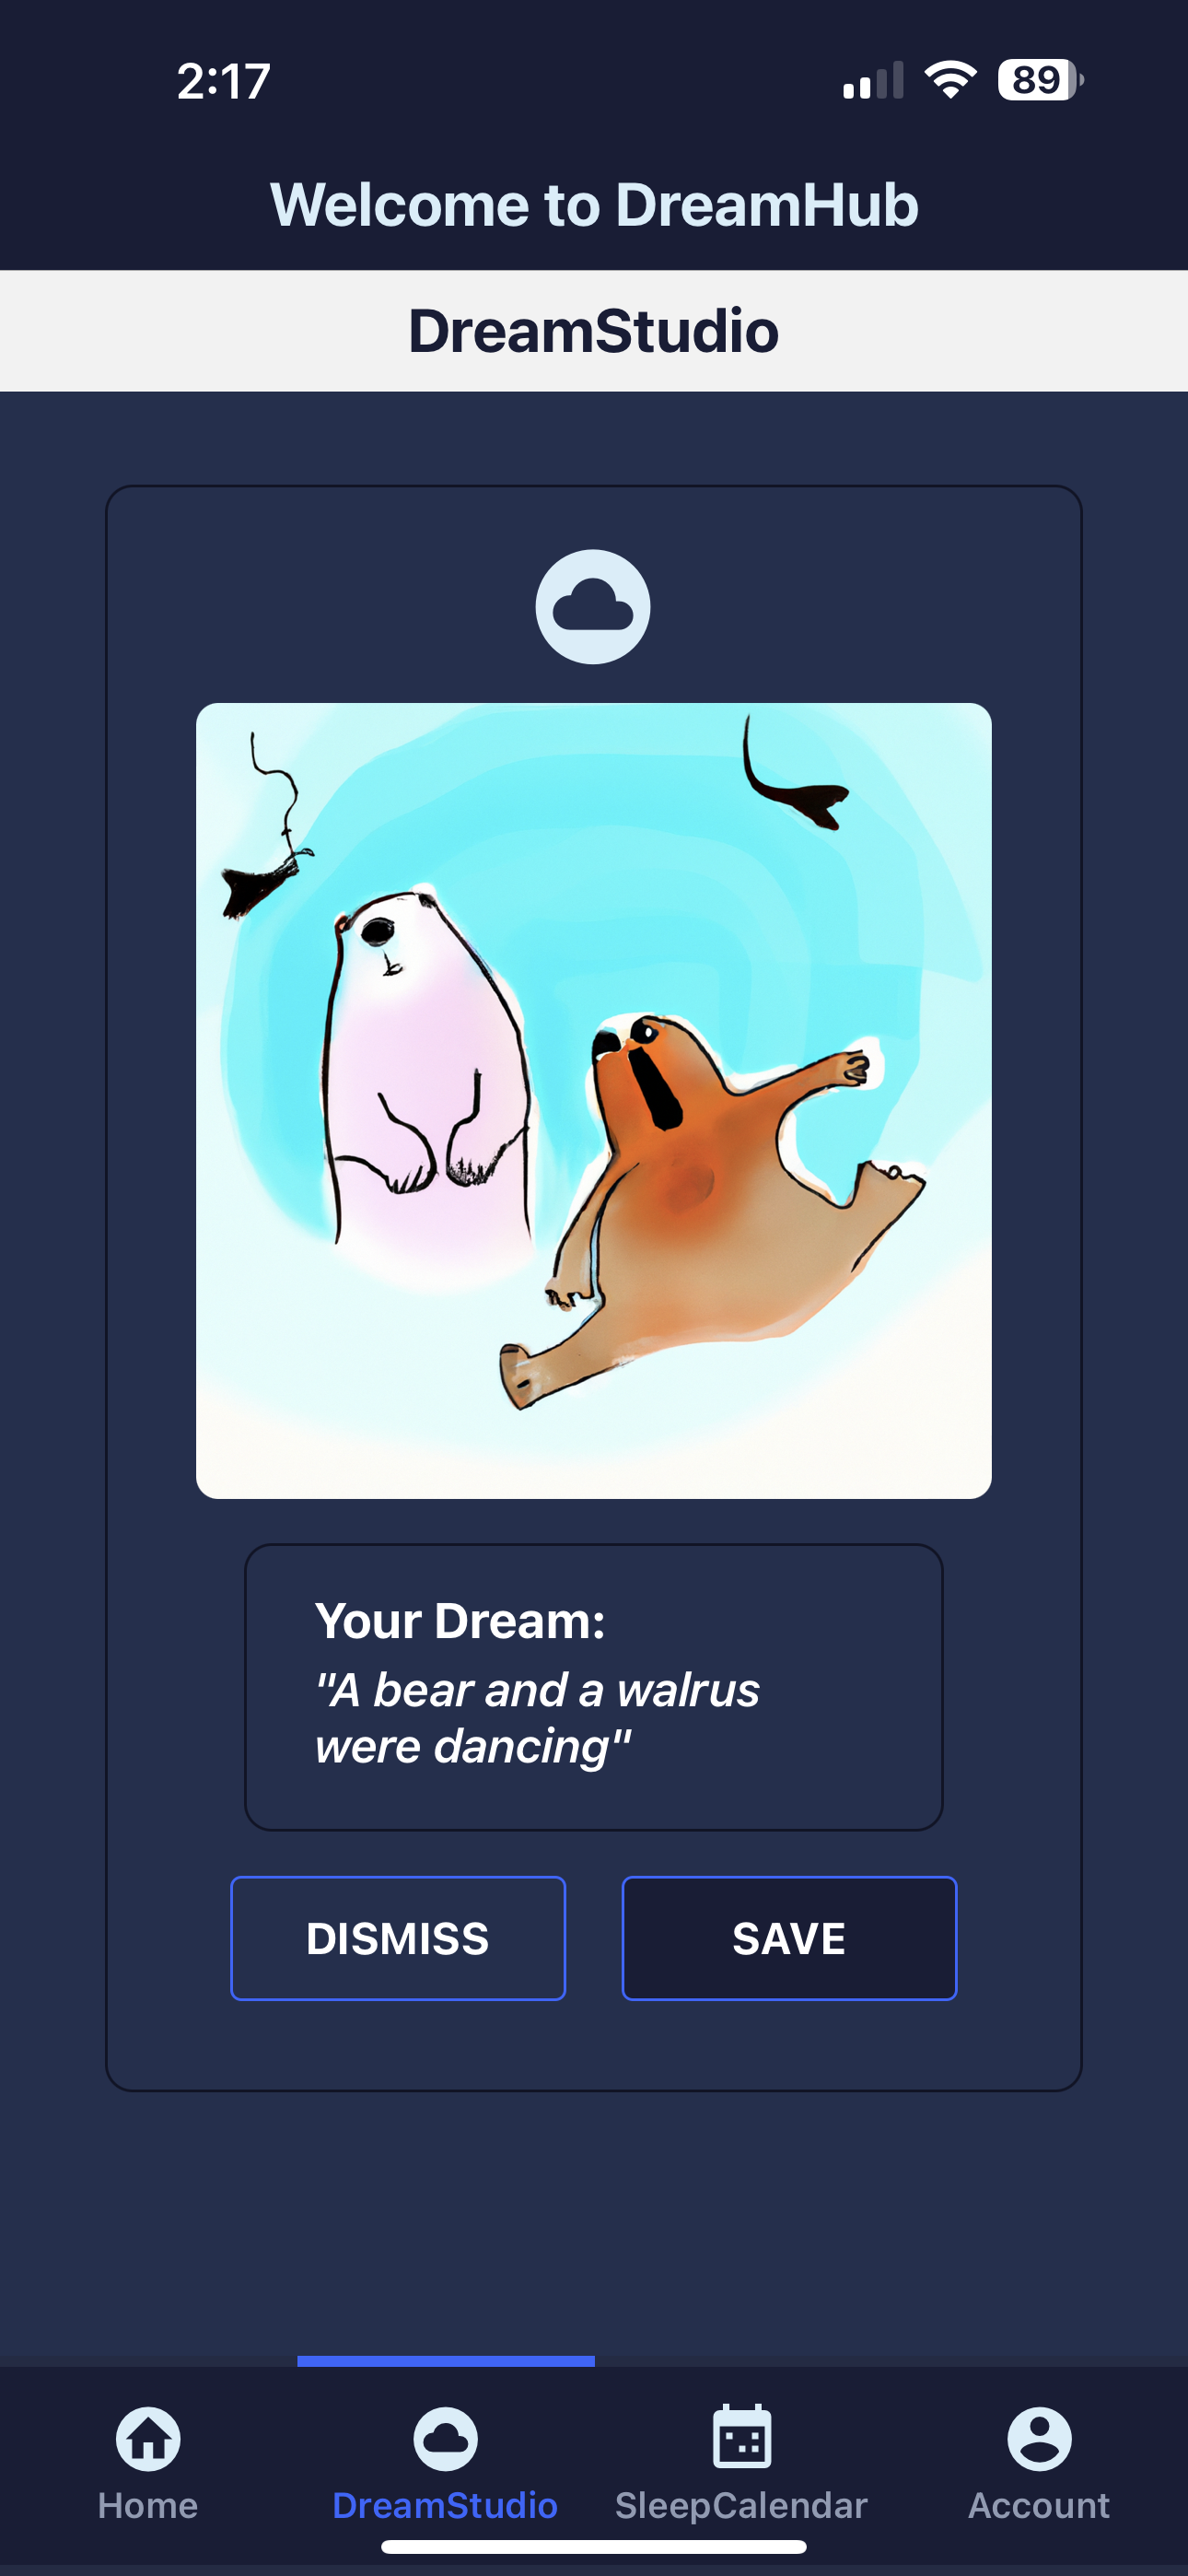 2:17
89
Welcome to DreamHub
DreamStudio
Your Dream:
"A bear and a walrus
were dancing"
DISMISS
SAVE
Home
DreamStudio
SleepCalendar
Account